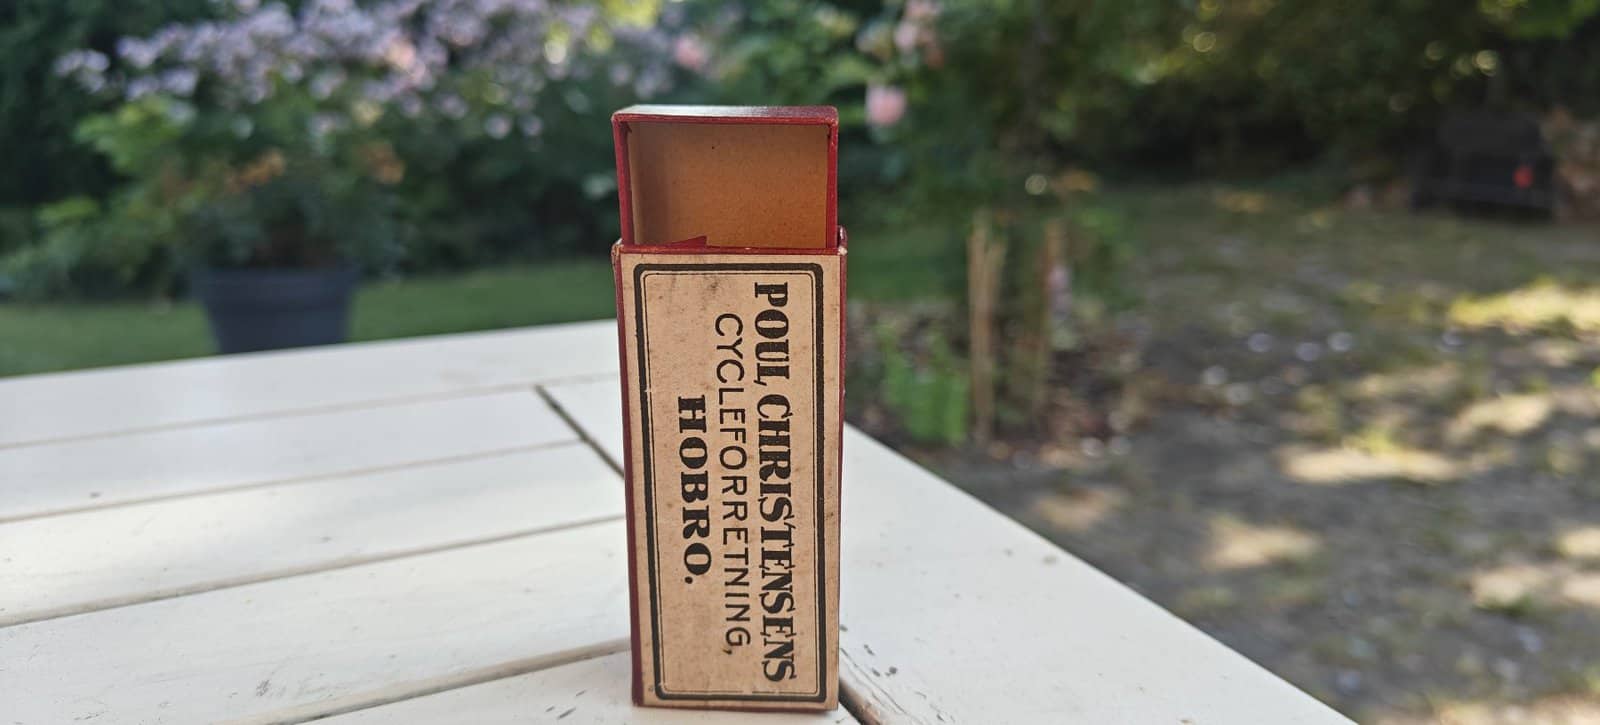 POUL CHRISTENSENS
CYCLEFORRETNING,
HOBRO.